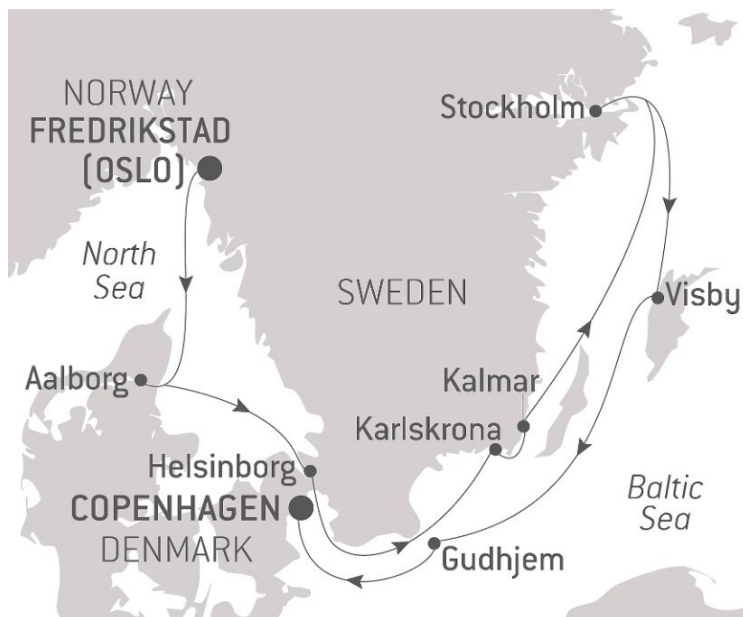 NORWAY
FREDRIKSTAD
(OSLO)
Stockholm
North
Sea
SWEDEN
Visby
Aalborg
Kalmar
Karlskrona
Helsinborg
COPENHAGEN
DENMARK
Baltic
Sea
Gudhjem